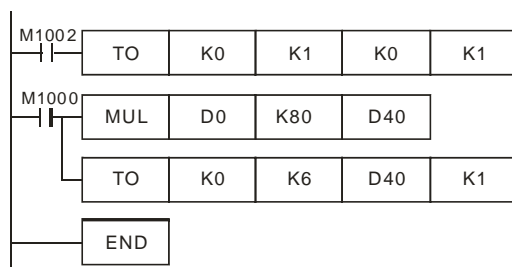 M1002
TO K0 K1 K0 K1
M1000
MUL D0 K80 D40
TO K0 K6 D40 K1
END